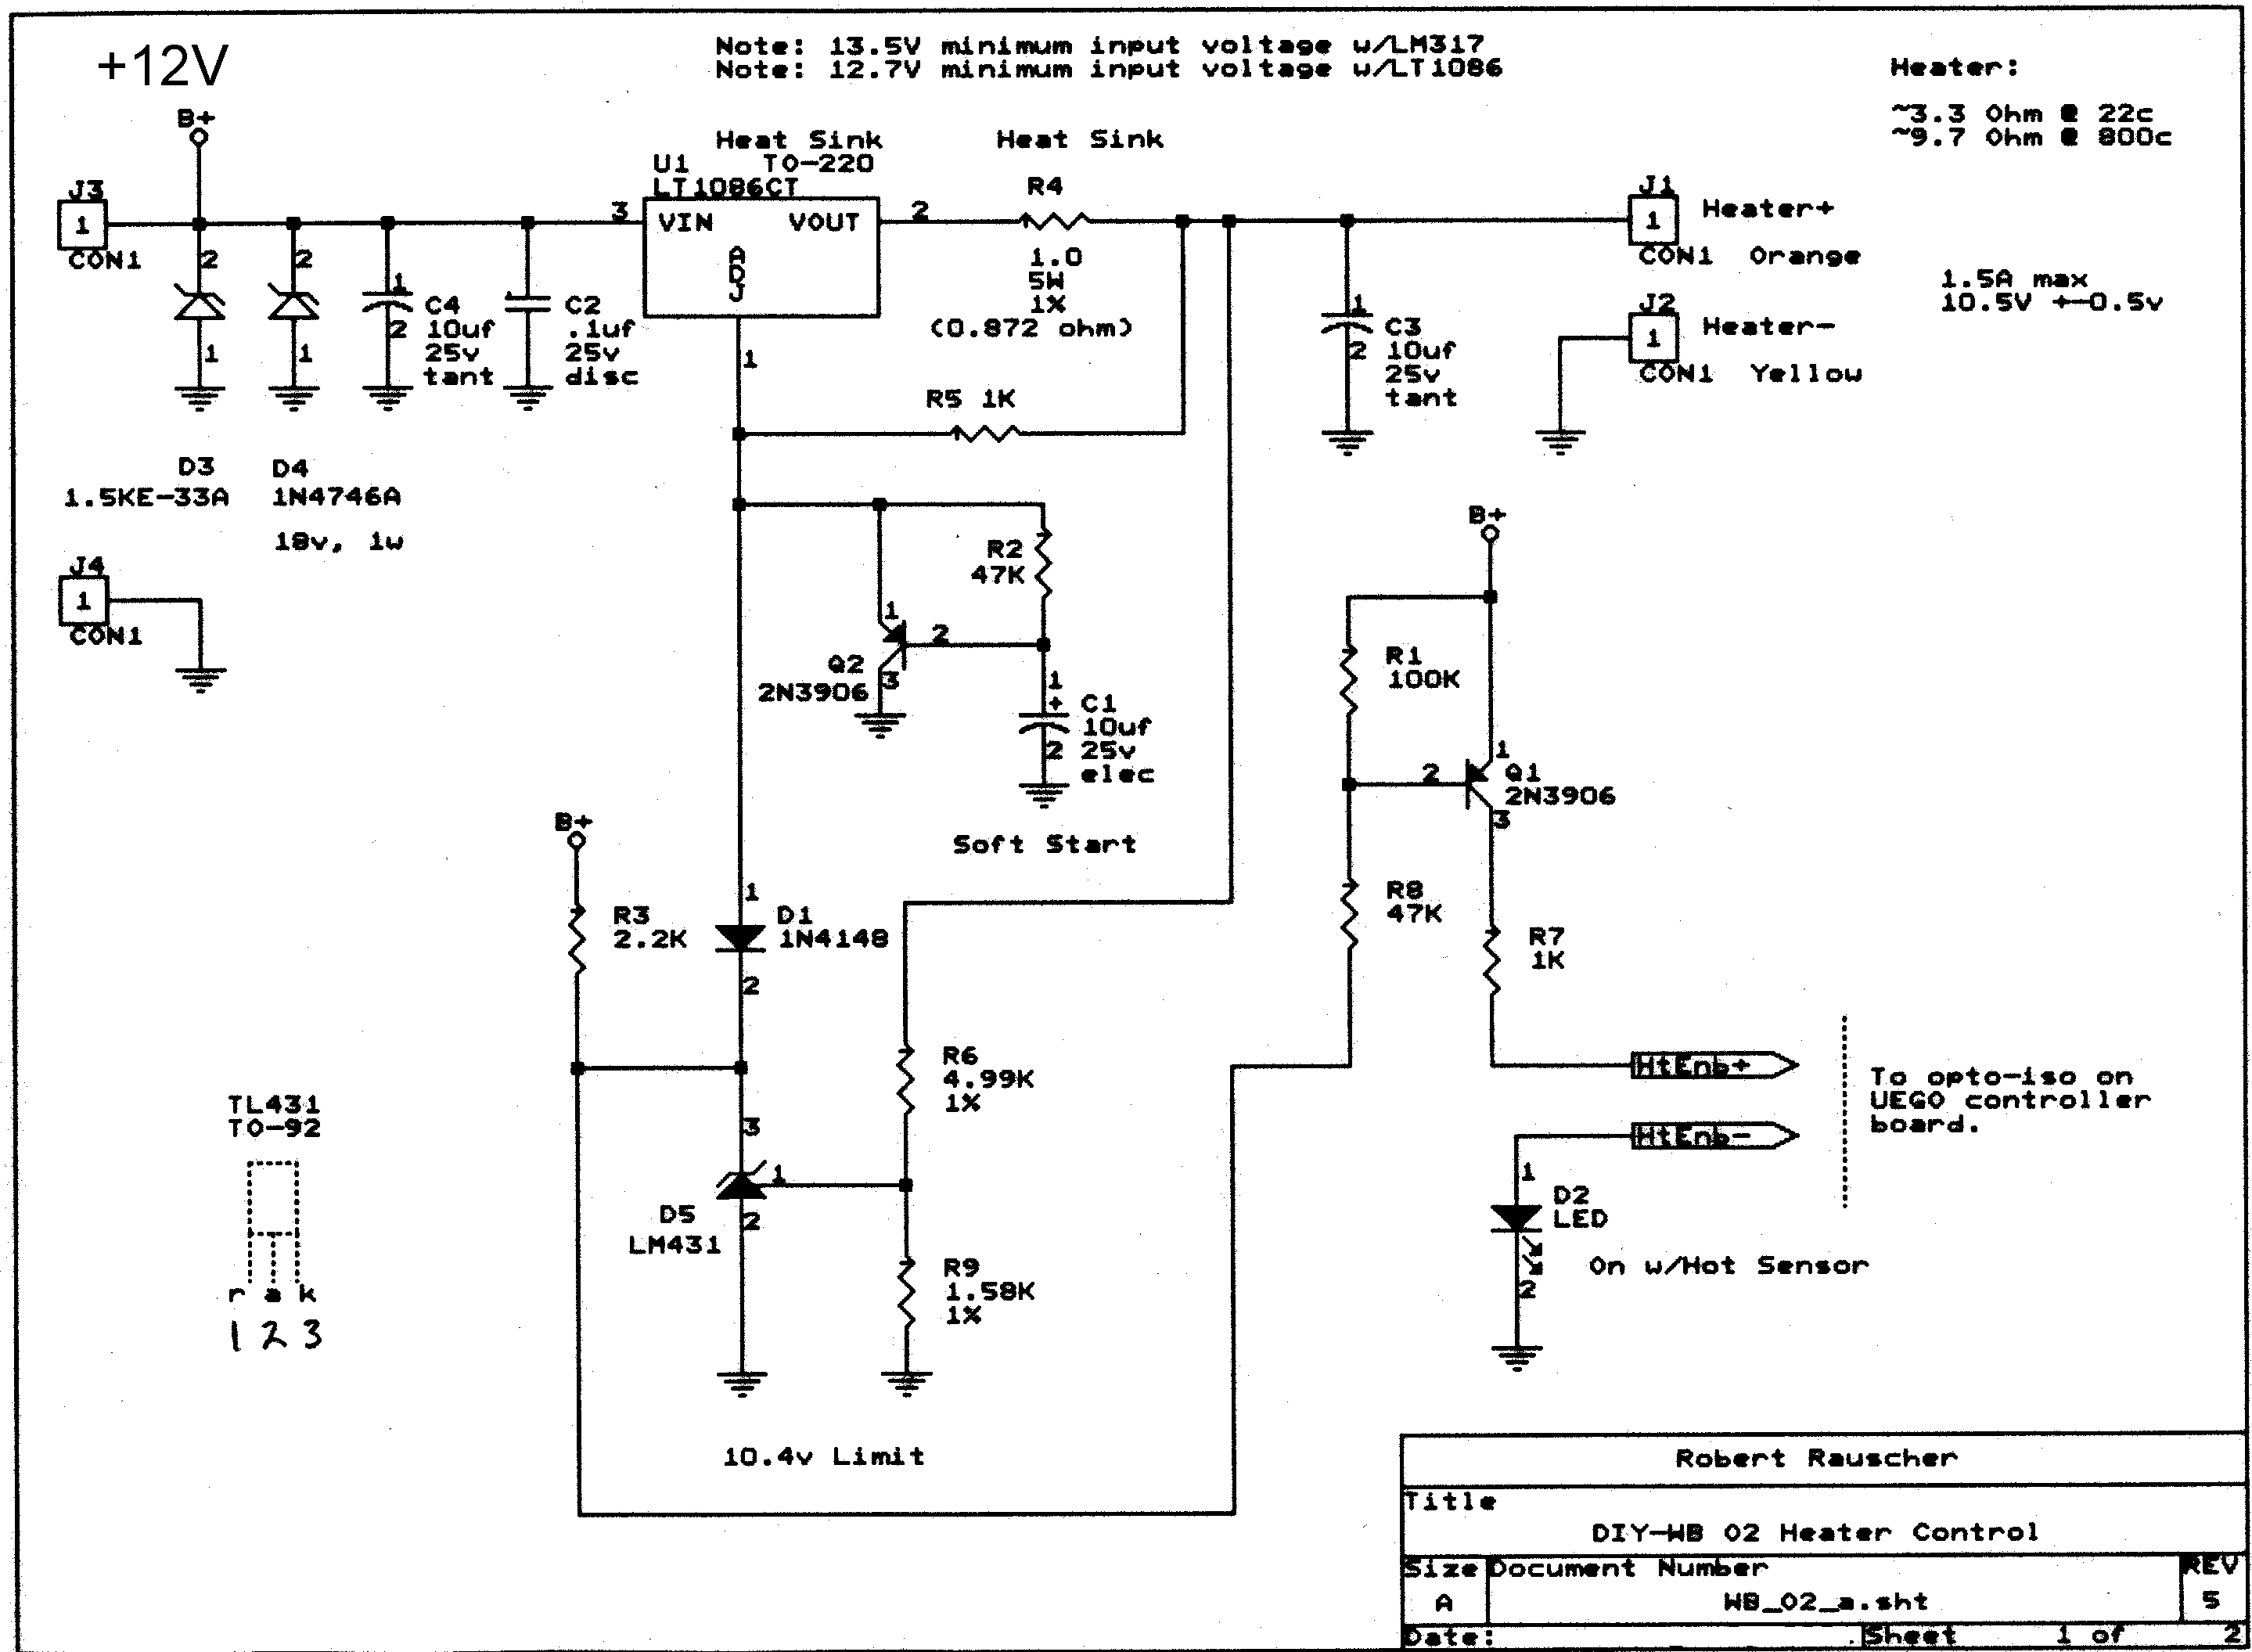 +12V
Note: 13.5V minimum input voltage w/LM317
Note: 12.7V minimum input voltage w/LT1086
Heater:
~3.3 Ohm @ 22c
~9.7 Ohm @ 800c
B+
Heat Sink
TO-220
Heat Sink
U1
LT1086CT
J3
1
CON1
3
VIN
VOUT
ADJ
2
R4
1.0
5W
1%
(0.872 ohm)
J1
1
Heater+
CON1 Orange
1.5A max
10.5V +-0.5v
J2
1
Heater-
CON1 Yellow
2
1
2
1
1
2
C4
10uf
25v
tant
C2
.1uf
25v
disc
1
1
2
C3
10uf
25v
tant
R5 1K
D3
1.5KE-33A
D4
1N4746A
18v, 1w
J4
1
CON1
R2
47K
1
2
3
Q2
2N3906
1
+
2
C1
10uf
25v
elec
Soft Start
B+
R1
100K
1
2
3
Q1
2N3906
B+
R3
2.2K
1
D1
1N4148
2
R8
47K
R7
1K
R6
4.99K
1%
HtEnb+
HtEnb-
To opto-iso on
UEGO controller
board.
TL431
TO-92
r a k
1 2 3
3
1
2
D5
LM431
R9
1.58K
1%
1
D2
LED
2
On w/Hot Sensor
10.4v Limit
Robert Rauscher
Title
DIY-WB O2 Heater Control
Size
Document Number
REV
A
WB_O2_a.sht
5
Date:
Sheet 1 of 2